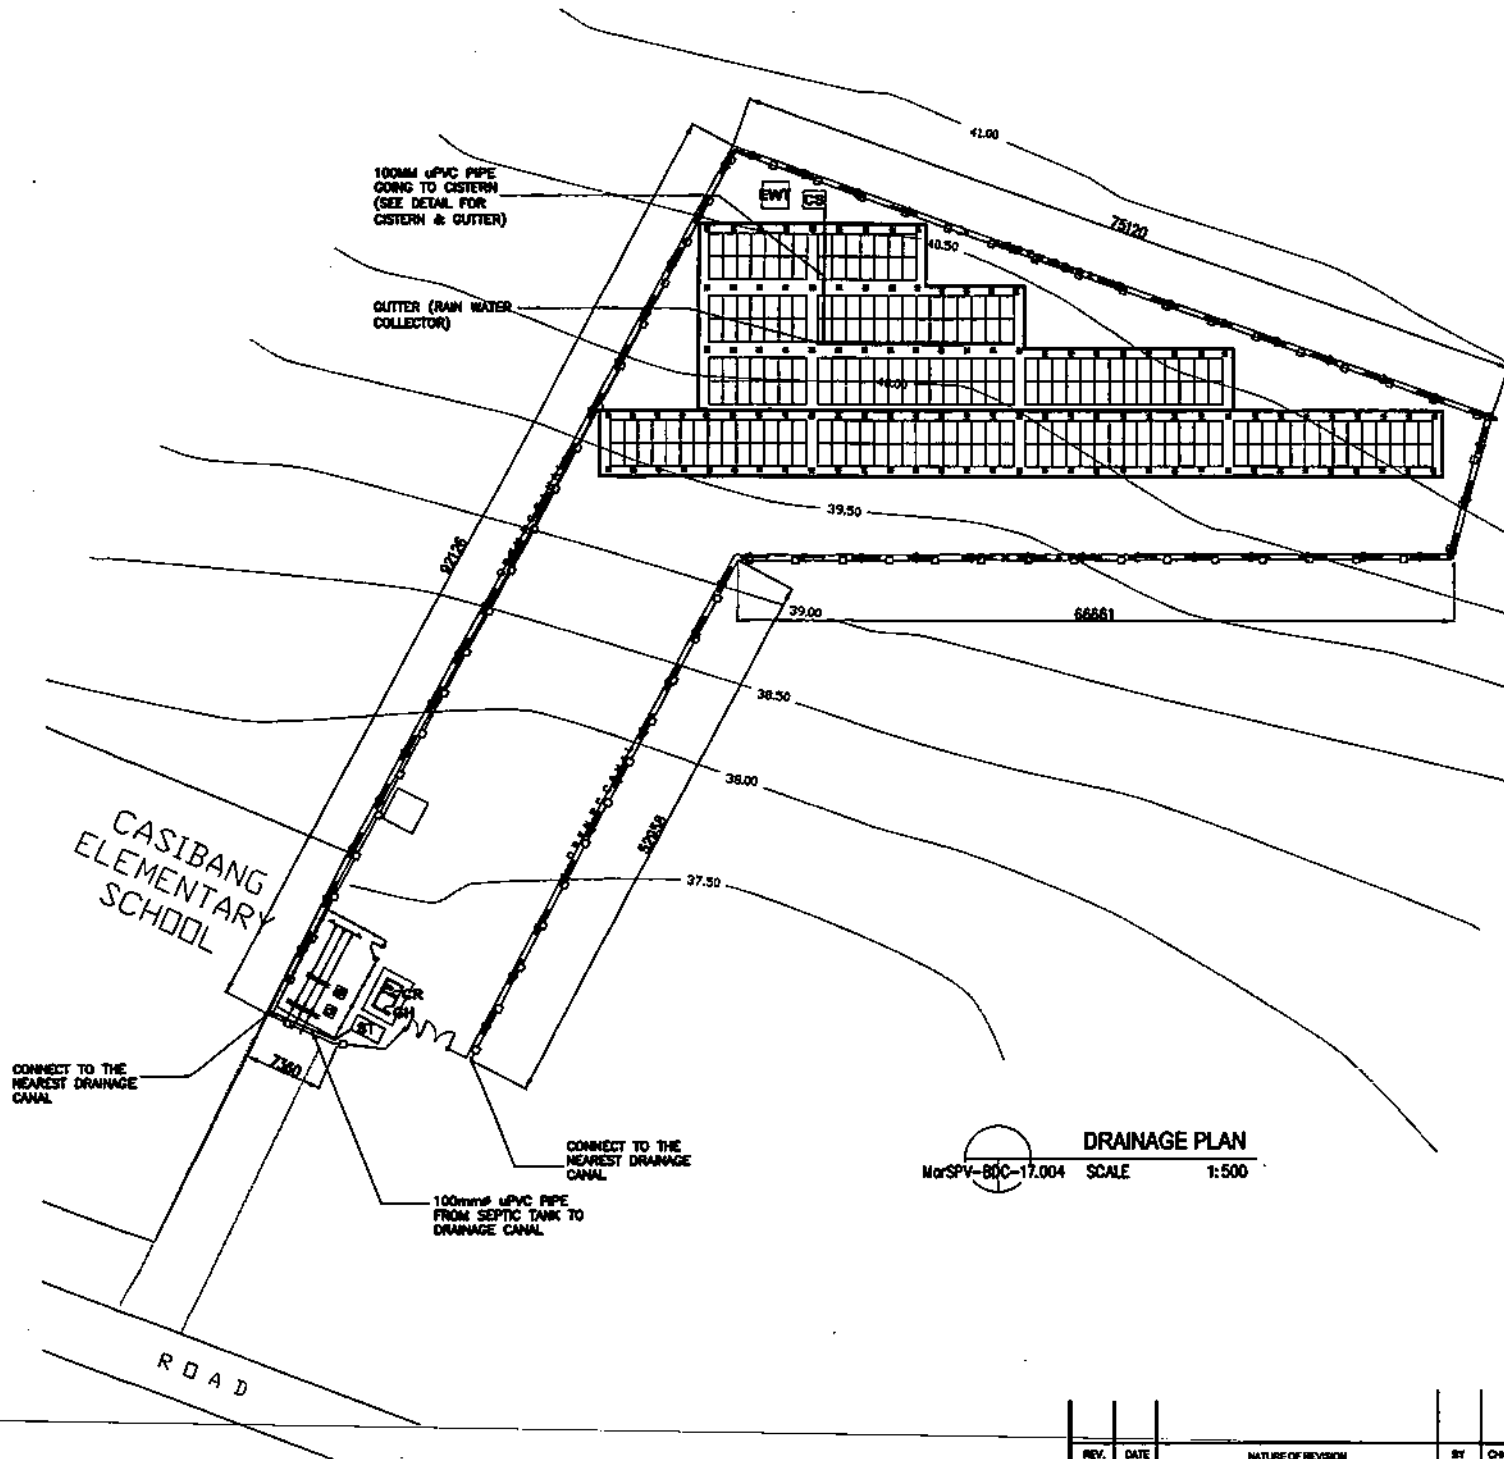 41.00
100MM uPVC PIPE
GOING TO CISTERN
(SEE DETAIL FOR
CISTERN & GUTTER)
EWT
CS
75120
40.50
GUTTER (RAIN WATER
COLLECTOR)
40.00
39.50
92126
39.00
66661
38.50
38.00
52958
CASIBANG
ELEMENTARY
SCHOOL
37.50
CR
GH
ST
7360
CONNECT TO THE
NEAREST DRAINAGE
CANAL
CONNECT TO THE
NEAREST DRAINAGE
CANAL
100mmø uPVC PIPE
FROM SEPTIC TANK TO
DRAINAGE CANAL
DRAINAGE PLAN
MorSPV-BDC-17.004 SCALE 1:500
ROAD
REV. DATE NATURE OF REVISION BY